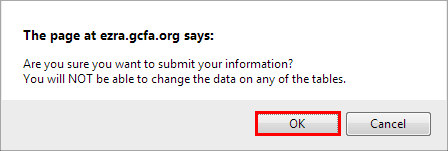 The page at ezra.gcfa.org says:
Are you sure you want to submit your information?
You will NOT be able to change the data on any of the tables.
OK
Cancel